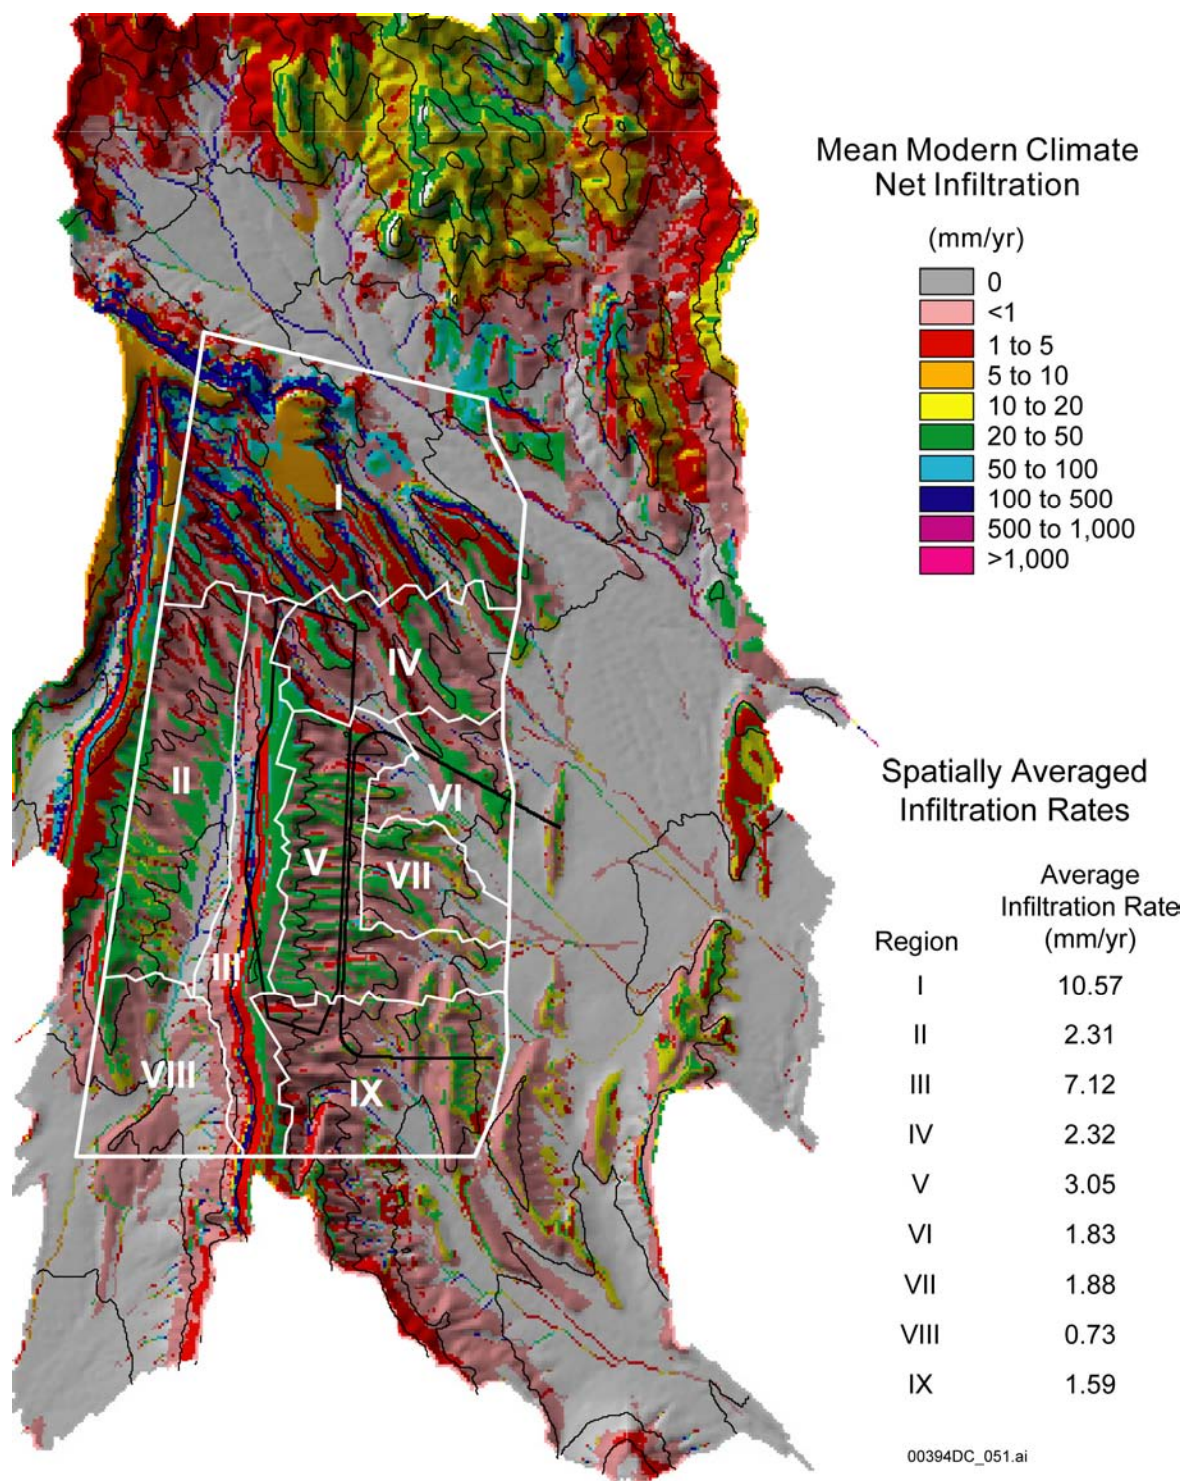 Mean Modern Climate
Net Infiltration
(mm/yr)
0
<1
1 to 5
5 to 10
10 to 20
20 to 50
50 to 100
100 to 500
500 to 1,000
>1,000
I
IV
II
VI
V
VII
III
VIII
IX
Spatially Averaged
Infiltration Rates
Average
Infiltration Rate
Region (mm/yr)
I 10.57
II 2.31
III 7.12
IV 2.32
V 3.05
VI 1.83
VII 1.88
VIII 0.73
IX 1.59
00394DC_051.ai